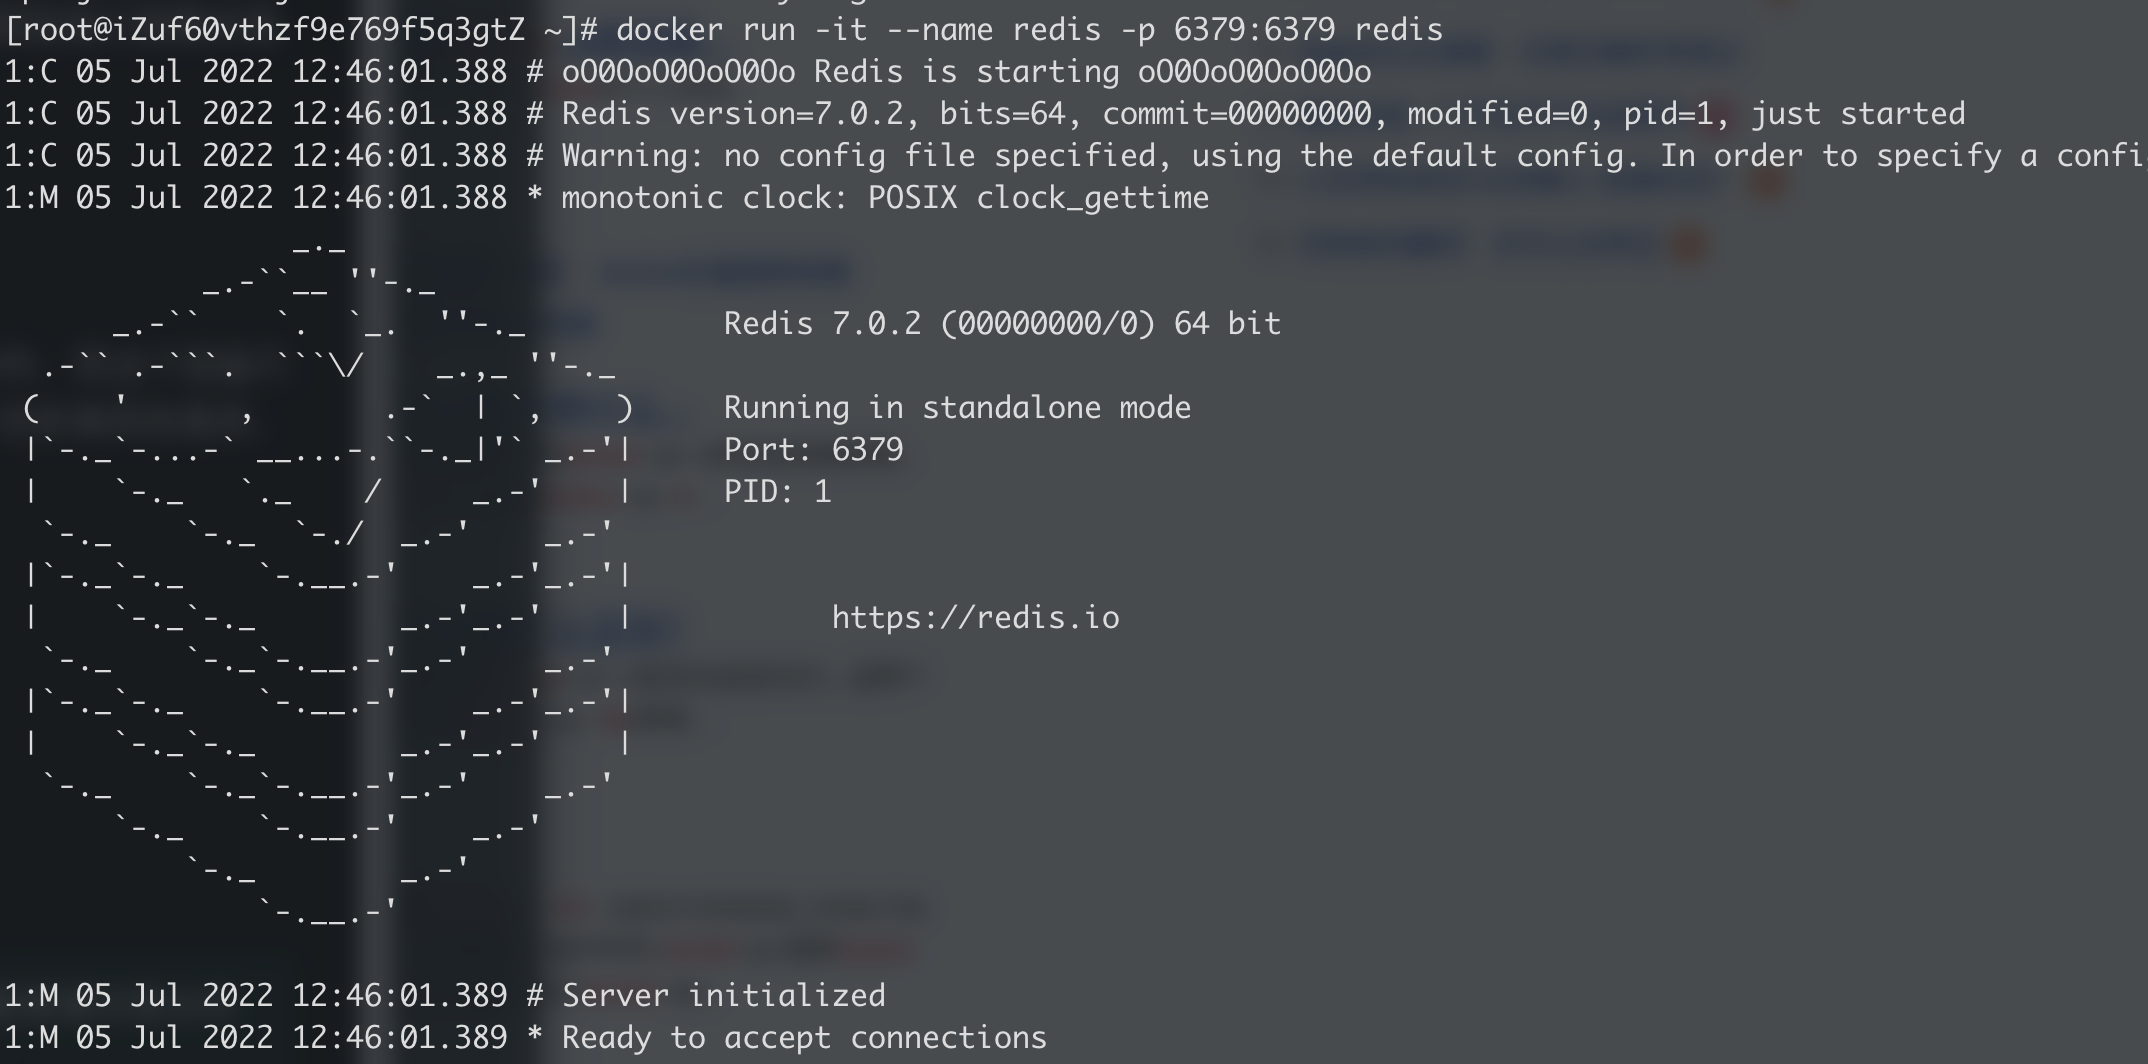 [root@iZuf60vthzf9e769f5q3gtZ ~]# docker run -it --name redis -p 6379:6379 redis
1:C 05 Jul 2022 12:46:01.388 # oO0OoO0OoO0Oo Redis is starting oO0OoO0OoO0Oo
1:C 05 Jul 2022 12:46:01.388 # Redis version=7.0.2, bits=64, commit=00000000, modified=0, pid=1, just started
1:C 05 Jul 2022 12:46:01.388 # Warning: no config file specified, using the default config. In order to specify a confi
1:M 05 Jul 2022 12:46:01.388 * monotonic clock: POSIX clock_gettime
Redis 7.0.2 (00000000/0) 64 bit
Running in standalone mode
Port: 6379
PID: 1
https://redis.io
1:M 05 Jul 2022 12:46:01.389 # Server initialized
1:M 05 Jul 2022 12:46:01.389 * Ready to accept connections